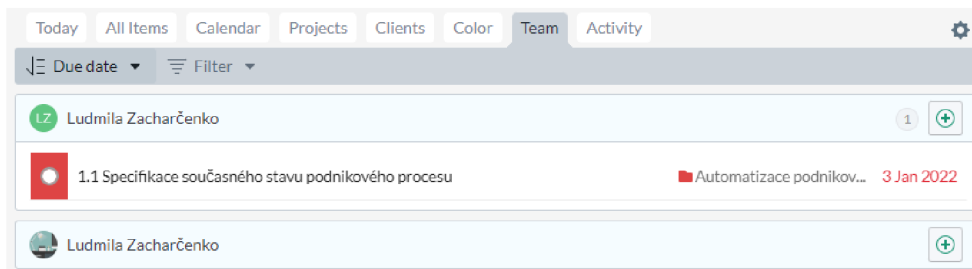 Today All Items Calendar Projects Clients Color Team Activity
Due date Filter
LZ Ludmila Zacharčenko 1
1.1 Specifikace současného stavu podnikového procesu Automatizace podnikov... 3 Jan 2022
Ludmila Zacharčenko